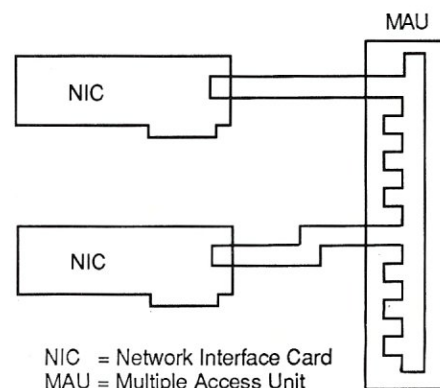 MAU
NIC
NIC
NIC = Network Interface Card
MAU = Multiple Access Unit